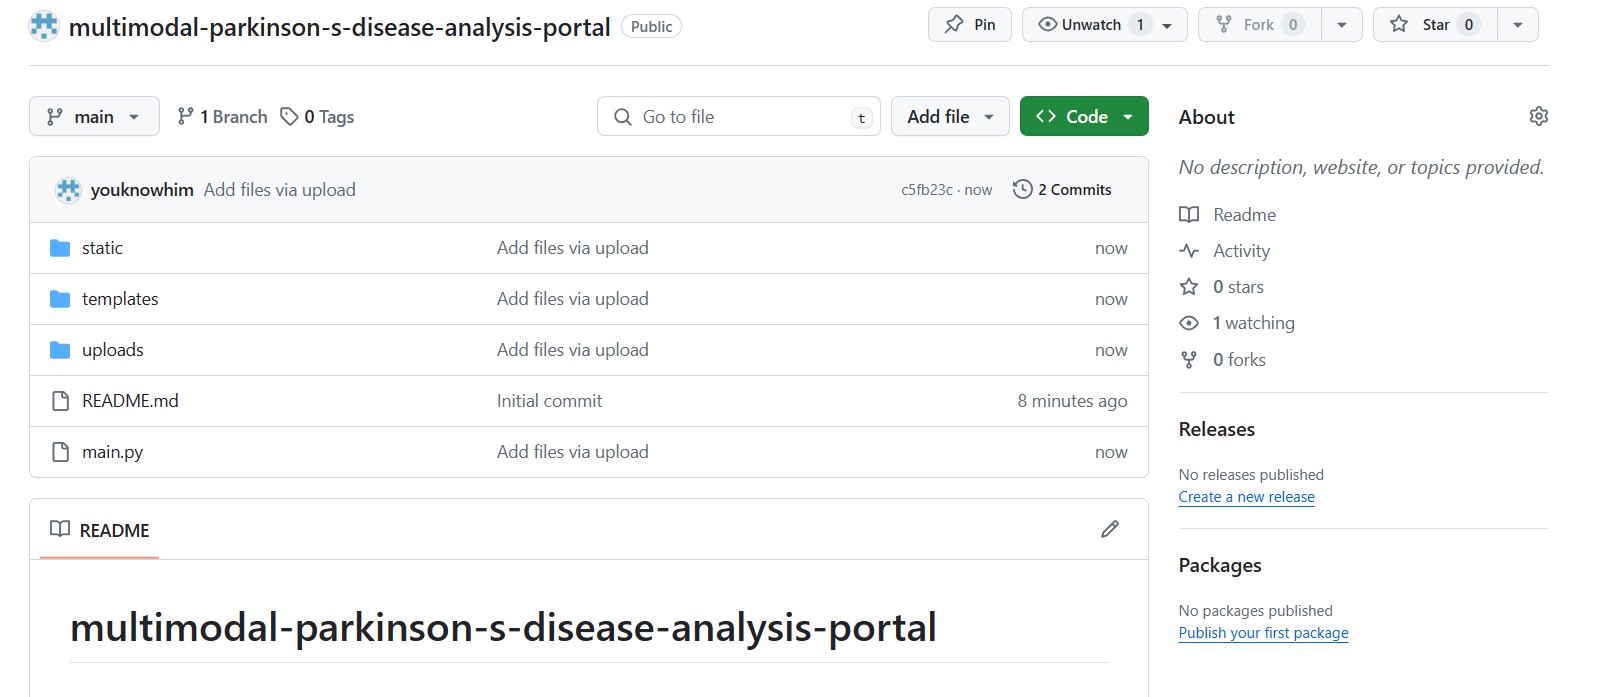 multimodal-parkinson-s-disease-analysis-portal Public Pin Unwatch 1 Fork 0 Star 0
main 1 Branch 0 Tags Go to file t Add file Code
youknowhim Add files via upload c5fb23c · now 2 Commits
static Add files via upload now
templates Add files via upload now
uploads Add files via upload now
README.md Initial commit 8 minutes ago
main.py Add files via upload now
README
multimodal-parkinson-s-disease-analysis-portal
About
No description, website, or topics provided.
Readme
Activity
0 stars
1 watching
0 forks
Releases
No releases published
Create a new release
Packages
No packages published
Publish your first package